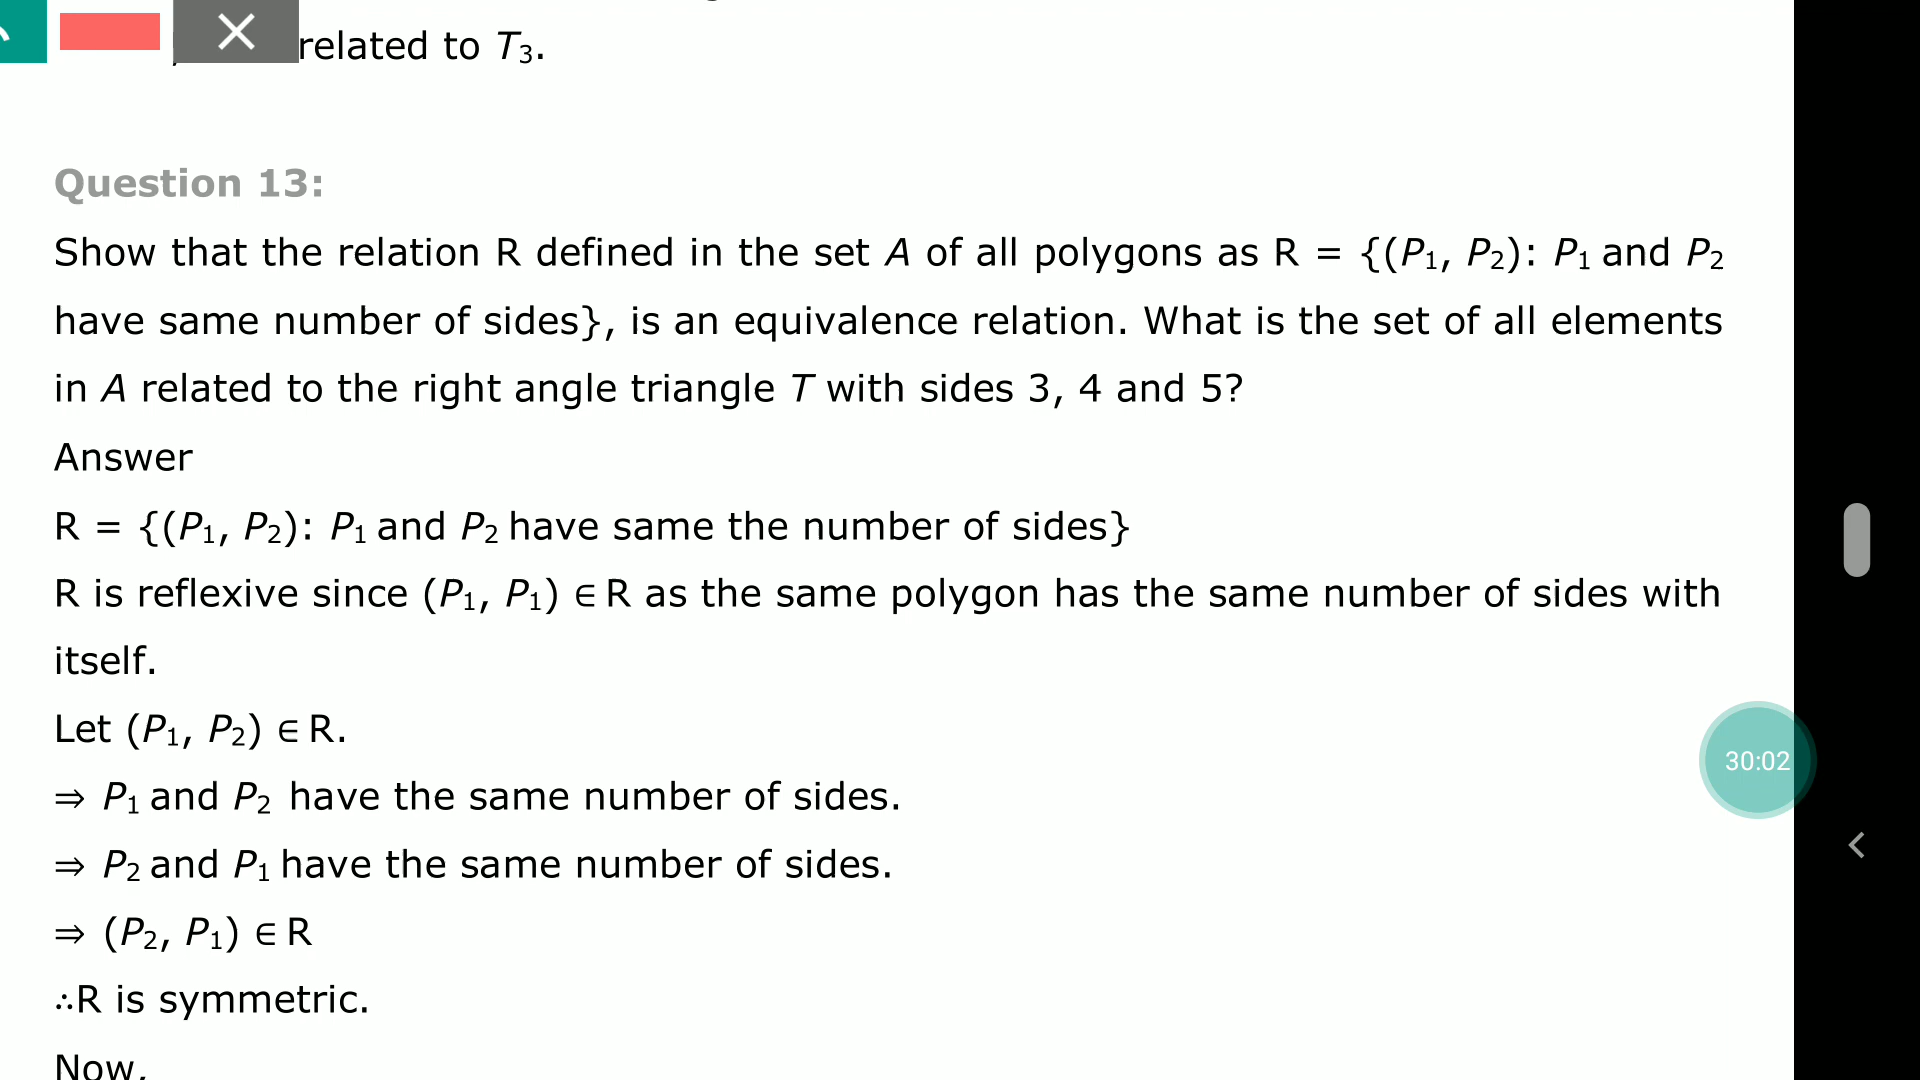 related to T₃.
Question 13:
Show that the relation R defined in the set A of all polygons as R = {(P₁, P₂): P₁ and P₂
have same number of sides}, is an equivalence relation. What is the set of all elements
in A related to the right angle triangle T with sides 3, 4 and 5?
Answer
R = {(P₁, P₂): P₁ and P₂ have same the number of sides}
R is reflexive since (P₁, P₁) ∈ R as the same polygon has the same number of sides with
itself.
Let (P₁, P₂) ∈ R.
⇒ P₁ and P₂ have the same number of sides.
⇒ P₂ and P₁ have the same number of sides.
⇒ (P₂, P₁) ∈ R
∴R is symmetric.
Now,
30:02